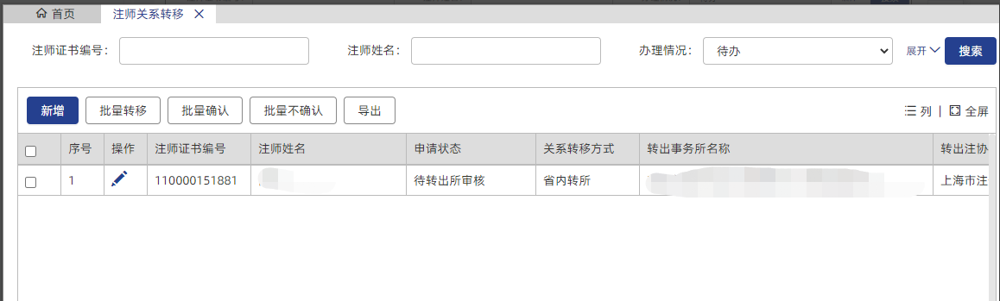 首页 注师关系转移
注师证书编号： 注师姓名： 办理情况： 待办 展开 搜索
新增 批量转移 批量确认 批量不确认 导出 列 | 全屏
序号 操作 注师证书编号 注师姓名 申请状态 关系转移方式 转出事务所名称 转出注协
1 110000151881 待转出所审核 省内转所 上海市注